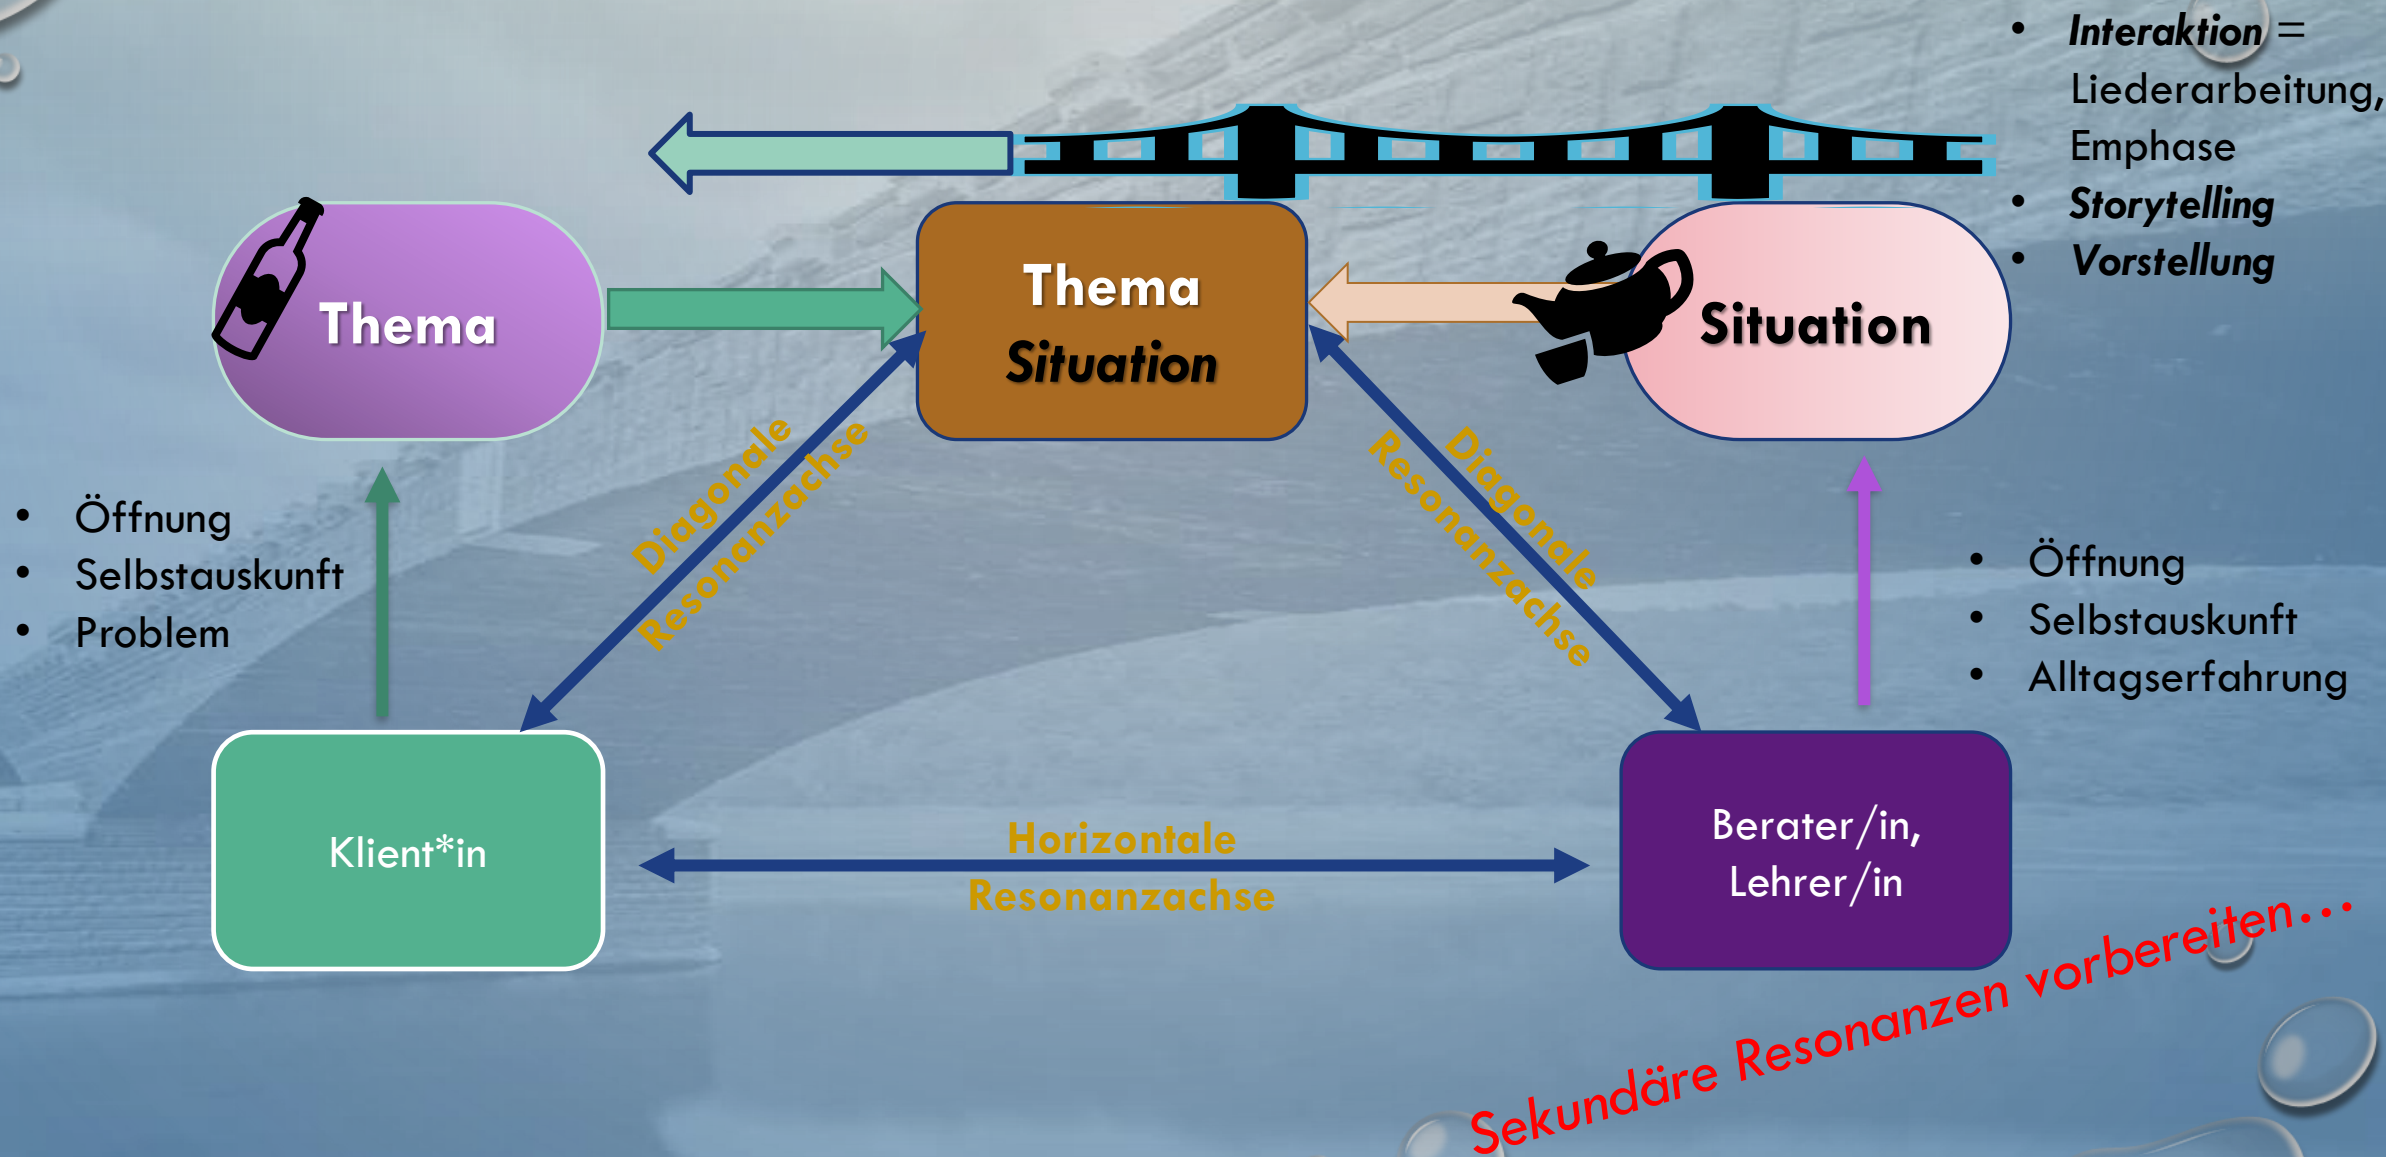 • Interaktion =
Liederarbeitung,
Emphase
• Storytelling
• Vorstellung
Thema
Thema
Situation
Situation
• Öffnung
• Selbstauskunft
• Problem
Diagonale
Resonanzachse
Diagonale
Resonanzachse
• Öffnung
• Selbstauskunft
• Alltagserfahrung
Klient*in
Horizontale
Resonanzachse
Berater/in,
Lehrer/in
Sekundäre Resonanzen vorbereiten...